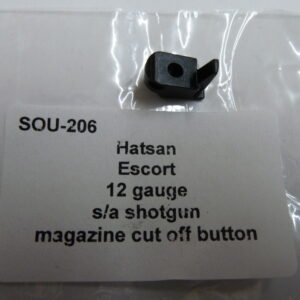 SOU-206
Hatsan
Escort
12 gauge
s/a shotgun
magazine cut off button